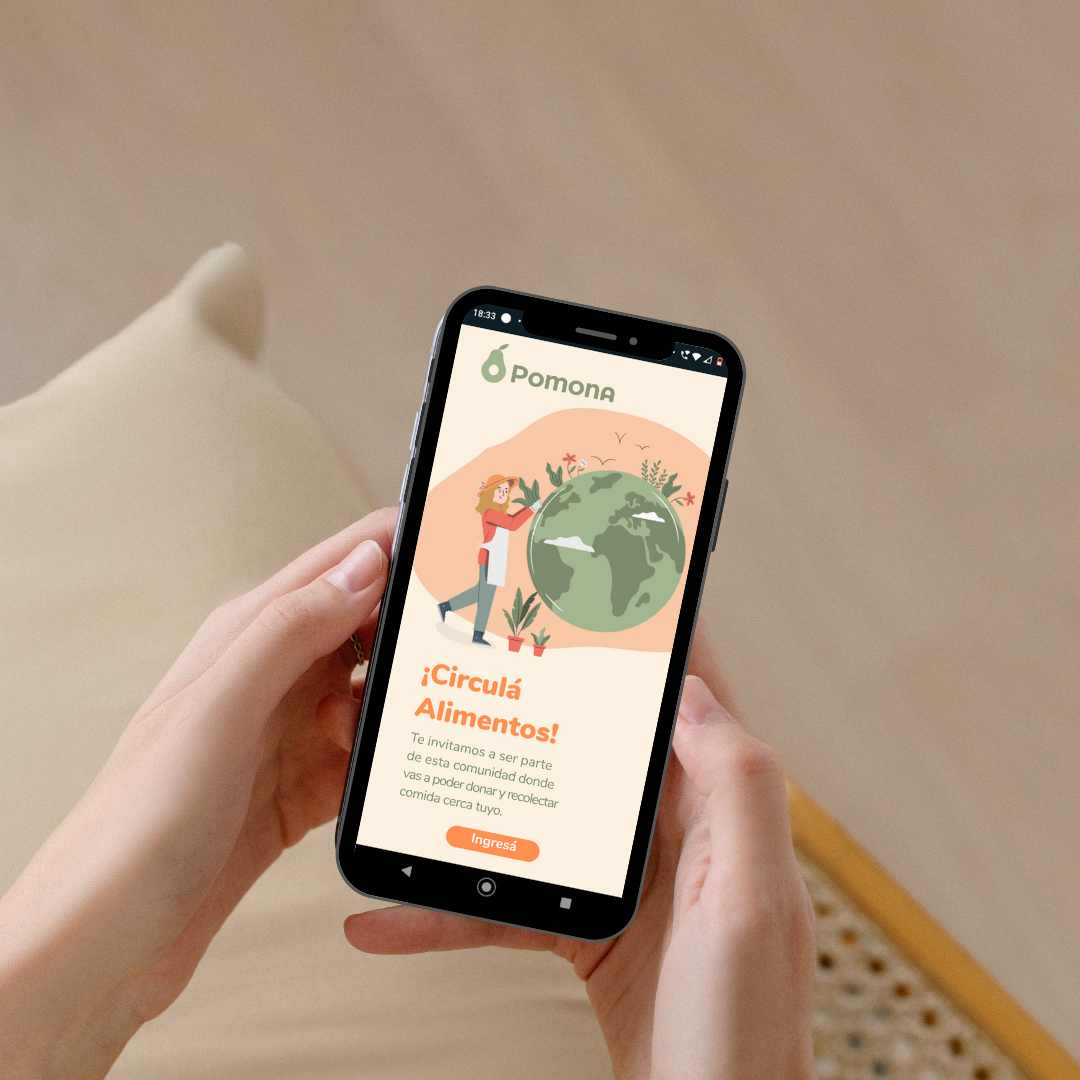 18:33
Pomona
¡Circulá
Alimentos!
Te invitamos a ser parte
de esta comunidad donde
vas a poder donar y recolectar
comida cerca tuyo.
Ingresá